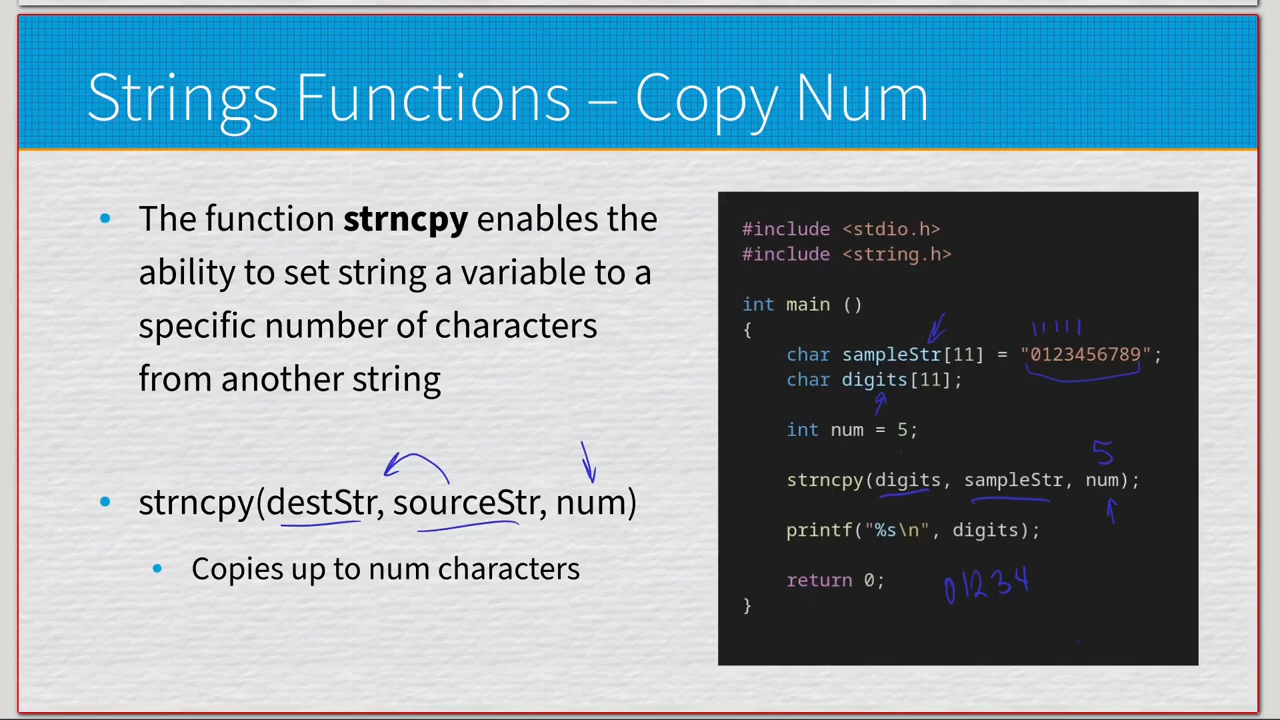 Strings Functions – Copy Num
• The function strncpy enables the
ability to set string a variable to a
specific number of characters
from another string
• strncpy(destStr, sourceStr, num)
• Copies up to num characters
#include <stdio.h>
#include <string.h>
int main ()
{
char sampleStr[11] = "0123456789";
char digits[11];
int num = 5;
5
strncpy(digits, sampleStr, num);
printf("%s\n", digits);
return 0;
01234
}